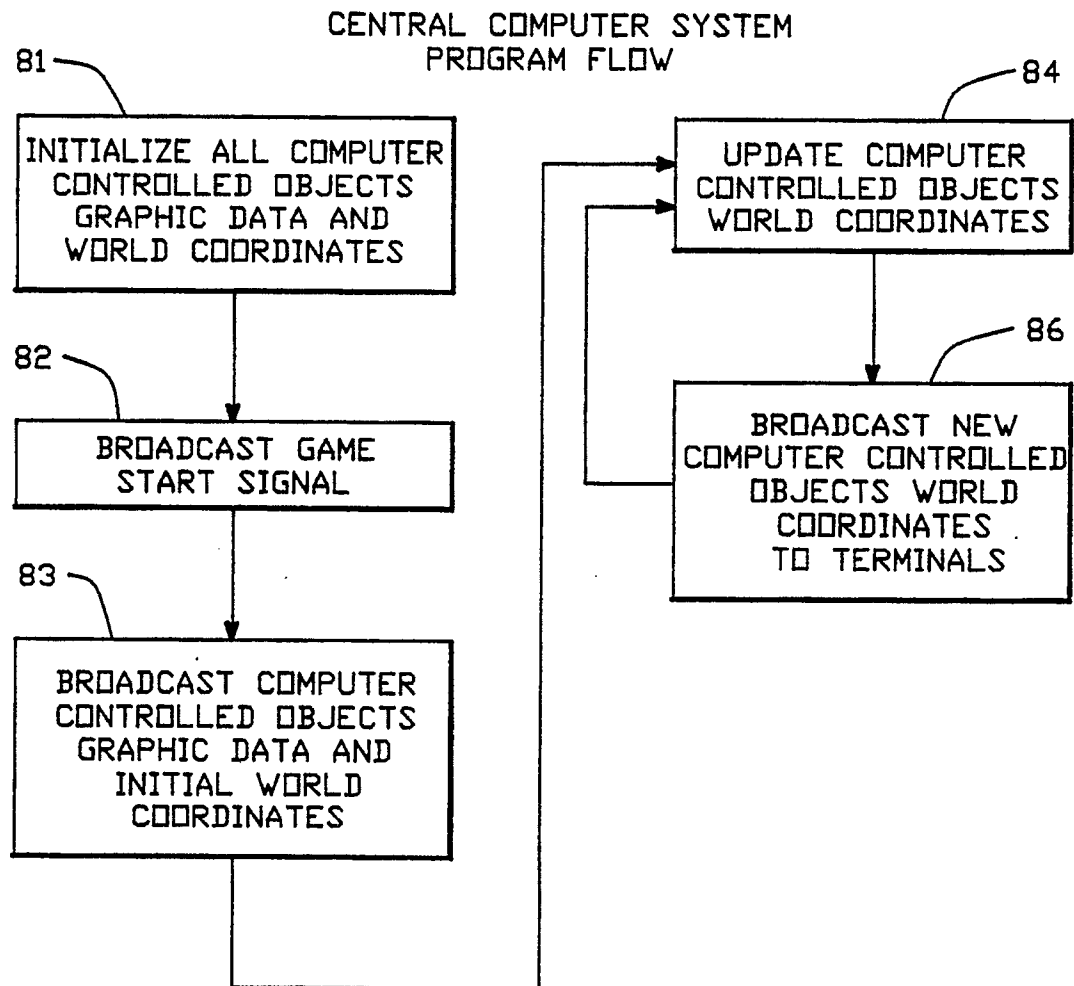 CENTRAL COMPUTER SYSTEM
PROGRAM FLOW
81
INITIALIZE ALL COMPUTER
CONTROLLED OBJECTS
GRAPHIC DATA AND
WORLD COORDINATES
82
BROADCAST GAME
START SIGNAL
83
BROADCAST COMPUTER
CONTROLLED OBJECTS
GRAPHIC DATA AND
INITIAL WORLD
COORDINATES
84
UPDATE COMPUTER
CONTROLLED OBJECTS
WORLD COORDINATES
86
BROADCAST NEW
COMPUTER CONTROLLED
OBJECTS WORLD
COORDINATES
TO TERMINALS